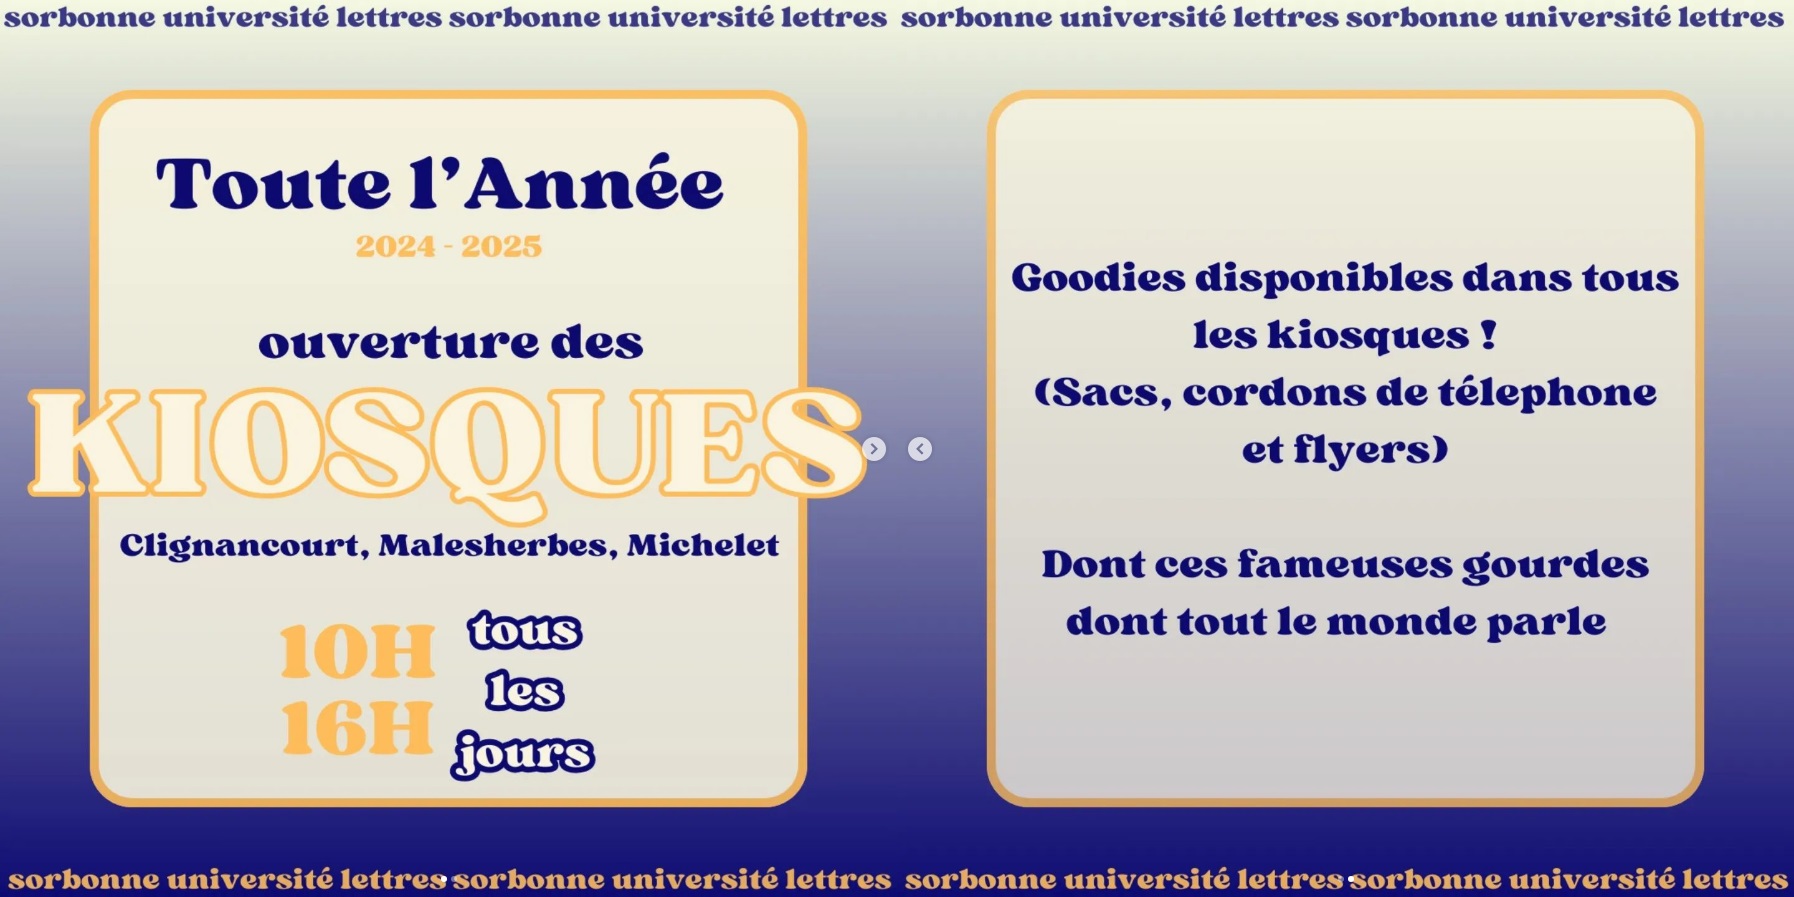 sorbonne université lettres sorbonne université lettres
Toute l'Année
2024 - 2025
ouverture des
KIOSQUES
Clignancourt, Malesherbes, Michelet
10H
16H
tous
les
jours
sorbonne université lettres sorbonne université lettres
sorbonne université lettres sorbonne université lettres
Goodies disponibles dans tous
les kiosques !
(Sacs, cordons de télephone
et flyers)
Dont ces fameuses gourdes
dont tout le monde parle
sorbonne université lettres sorbonne université lettres